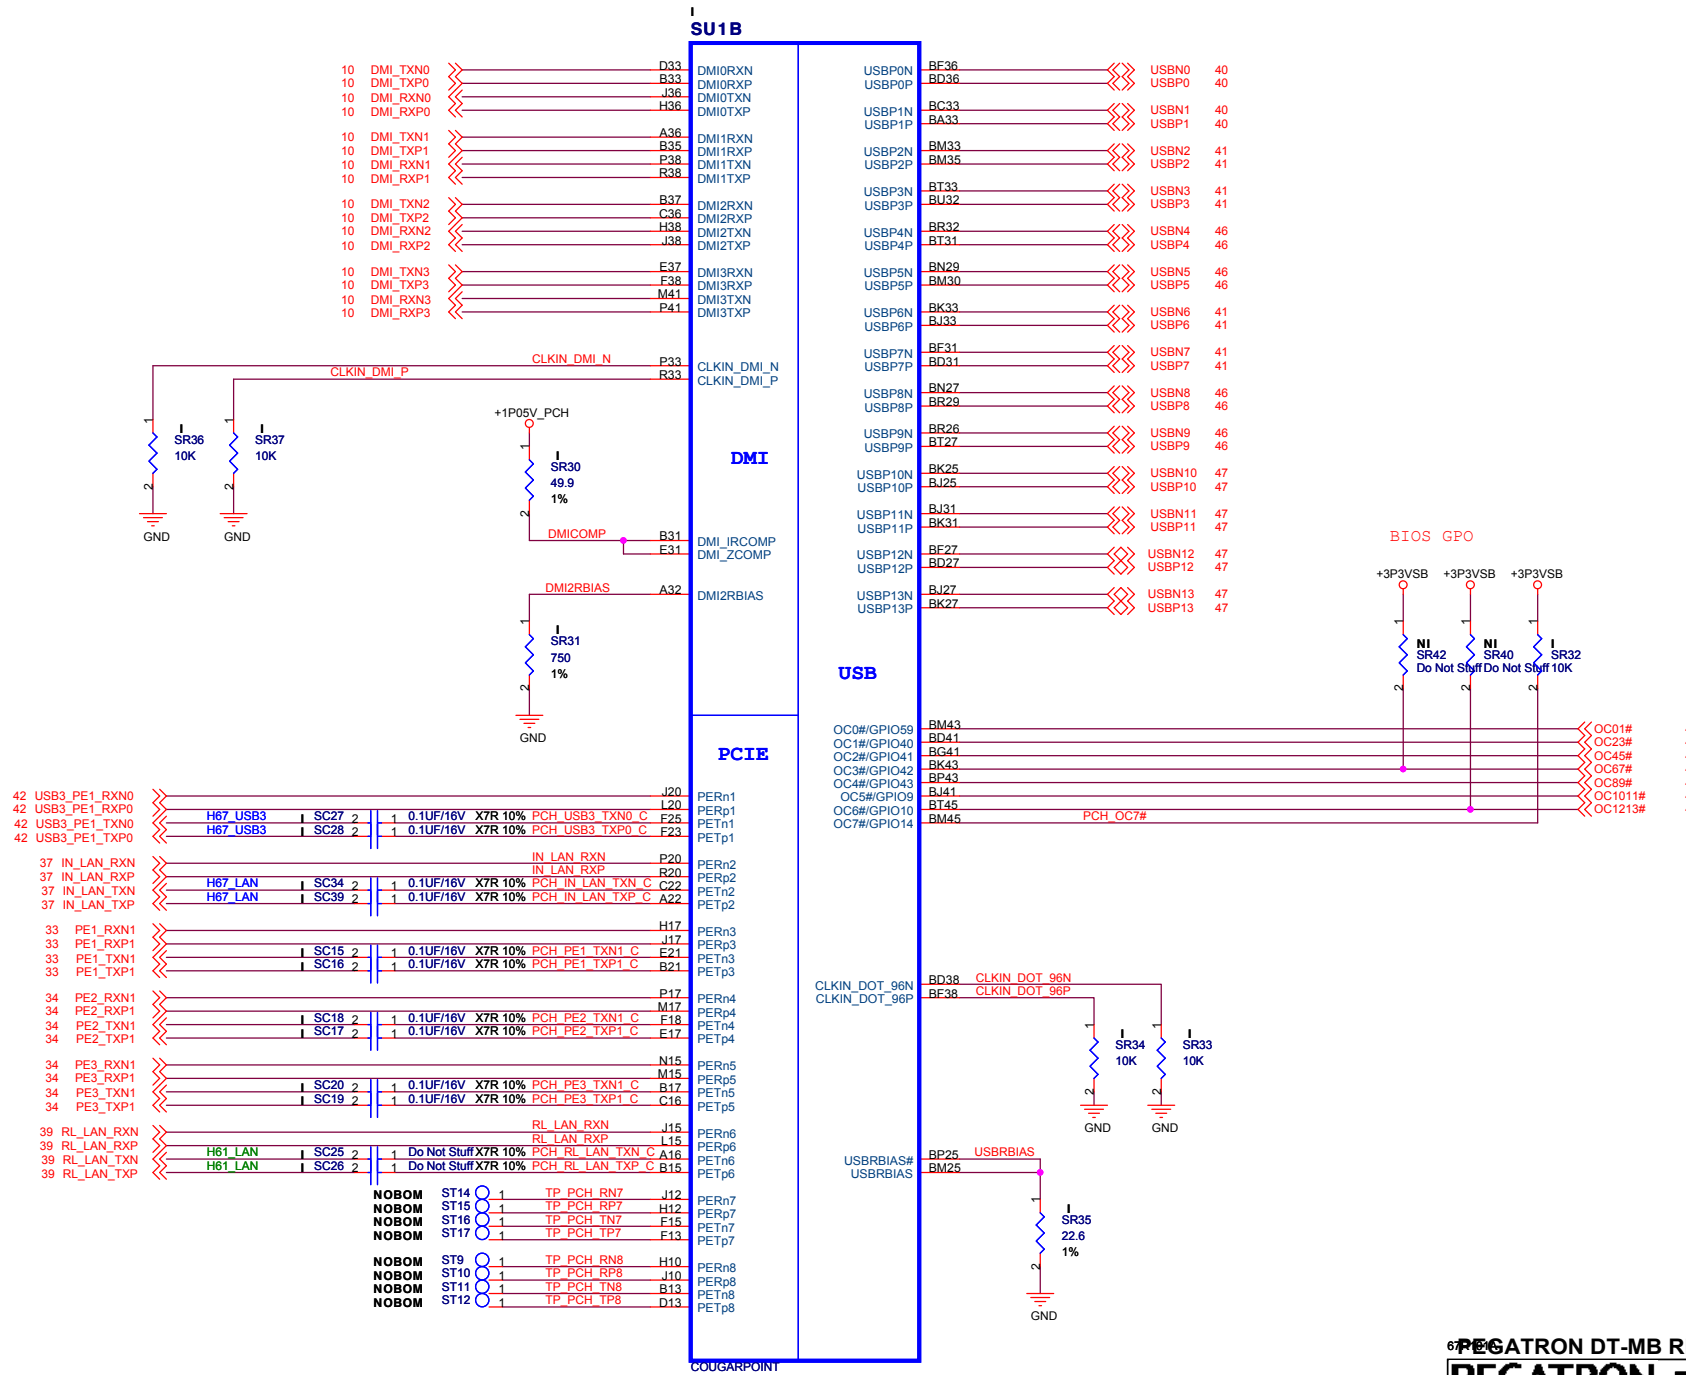 I
SU1B
10 DMI_TXN0 D33 DMI0RXN
10 DMI_TXP0 B33 DMI0RXP
10 DMI_RXN0 J36 DMI0TXN
10 DMI_RXP0 H36 DMI0TXP
10 DMI_TXN1 A36 DMI1RXN
10 DMI_TXP1 B35 DMI1RXP
10 DMI_RXN1 P38 DMI1TXN
10 DMI_RXP1 R38 DMI1TXP
10 DMI_TXN2 B37 DMI2RXN
10 DMI_TXP2 C36 DMI2RXP
10 DMI_RXN2 H38 DMI2TXN
10 DMI_RXP2 J38 DMI2TXP
10 DMI_TXN3 E37 DMI3RXN
10 DMI_TXP3 F38 DMI3RXP
10 DMI_RXN3 M41 DMI3TXN
10 DMI_RXP3 P41 DMI3TXP
CLKIN_DMI_N P33 CLKIN_DMI_N
CLKIN_DMI_P R33 CLKIN_DMI_P
1 I SR36 10K 2 GND
1 I SR37 10K 2 GND
+1P05V_PCH
1 I SR30 49.9 1% 2
DMI
DMICOMP B31 DMI_IRCOMP
E31 DMI_ZCOMP
DMI2RBIAS A32 DMI2RBIAS
1 I SR31 750 1% 2 GND
PCIE
42 USB3_PE1_RXN0 J20 PERn1
42 USB3_PE1_RXP0 L20 PERp1
42 USB3_PE1_TXN0 H67_USB3 I SC27 2 1 0.1UF/16V X7R 10% PCH_USB3_TXN0_C F25 PETn1
42 USB3_PE1_TXP0 H67_USB3 I SC28 2 1 0.1UF/16V X7R 10% PCH_USB3_TXP0_C F23 PETp1
37 IN_LAN_RXN IN_LAN_RXN P20 PERn2
37 IN_LAN_RXP IN_LAN_RXP R20 PERp2
37 IN_LAN_TXN H67_LAN I SC34 2 1 0.1UF/16V X7R 10% PCH_IN_LAN_TXN_C C22 PETn2
37 IN_LAN_TXP H67_LAN I SC39 2 1 0.1UF/16V X7R 10% PCH_IN_LAN_TXP_C A22 PETp2
33 PE1_RXN1 H17 PERn3
33 PE1_RXP1 J17 PERp3
33 PE1_TXN1 I SC15 2 1 0.1UF/16V X7R 10% PCH_PE1_TXN1_C E21 PETn3
33 PE1_TXP1 I SC16 2 1 0.1UF/16V X7R 10% PCH_PE1_TXP1_C B21 PETp3
34 PE2_RXN1 P17 PERn4
34 PE2_RXP1 M17 PERp4
34 PE2_TXN1 I SC18 2 1 0.1UF/16V X7R 10% PCH_PE2_TXN1_C F18 PETn4
34 PE2_TXP1 I SC17 2 1 0.1UF/16V X7R 10% PCH_PE2_TXP1_C E17 PETp4
34 PE3_RXN1 N15 PERn5
34 PE3_RXP1 M15 PERp5
34 PE3_TXN1 I SC20 2 1 0.1UF/16V X7R 10% PCH_PE3_TXN1_C B17 PETn5
34 PE3_TXP1 I SC19 2 1 0.1UF/16V X7R 10% PCH_PE3_TXP1_C C16 PETp5
39 RL_LAN_RXN RL_LAN_RXN J15 PERn6
39 RL_LAN_RXP RL_LAN_RXP L15 PERp6
39 RL_LAN_TXN H61_LAN I SC25 2 1 Do Not Stuff X7R 10% PCH_RL_LAN_TXN_C A16 PETn6
39 RL_LAN_TXP H61_LAN I SC26 2 1 Do Not Stuff X7R 10% PCH_RL_LAN_TXP_C B15 PETp6
NOBOM ST14 1 TP_PCH_RN7 J12 PERn7
NOBOM ST15 1 TP_PCH_RP7 H12 PERp7
NOBOM ST16 1 TP_PCH_TN7 F15 PETn7
NOBOM ST17 1 TP_PCH_TP7 F13 PETp7
NOBOM ST9 1 TP_PCH_RN8 H10 PERn8
NOBOM ST10 1 TP_PCH_RP8 J10 PERp8
NOBOM ST11 1 TP_PCH_TN8 B13 PETn8
NOBOM ST12 1 TP_PCH_TP8 D13 PETp8
COUGARPOINT
USBP0N BF36 USBN0 40
USBP0P BD36 USBP0 40
USBP1N BC33 USBN1 40
USBP1P BA33 USBP1 40
USBP2N BM33 USBN2 41
USBP2P BM35 USBP2 41
USBP3N BT33 USBN3 41
USBP3P BU32 USBP3 41
USBP4N BR32 USBN4 46
USBP4P BT31 USBP4 46
USBP5N BN29 USBN5 46
USBP5P BM30 USBP5 46
USBP6N BK33 USBN6 41
USBP6P BJ33 USBP6 41
USBP7N BF31 USBN7 41
USBP7P BD31 USBP7 41
USBP8N BN27 USBN8 46
USBP8P BR29 USBP8 46
USBP9N BR26 USBN9 46
USBP9P BT27 USBP9 46
USBP10N BK25 USBN10 47
USBP10P BJ25 USBP10 47
USBP11N BJ31 USBN11 47
USBP11P BK31 USBP11 47
USBP12N BF27 USBN12 47
USBP12P BD27 USBP12 47
USBP13N BJ27 USBN13 47
USBP13P BK27 USBP13 47
USB
BIOS GPO
+3P3VSB +3P3VSB +3P3VSB
1 NI SR42 Do Not Stuff 2
1 NI SR40 Do Not Stuff 2
1 I SR32 10K 2
OC0#/GPIO59 BM43 OC01#
OC1#/GPIO40 BD41 OC23#
OC2#/GPIO41 BG41 OC45#
OC3#/GPIO42 BK43 OC67#
OC4#/GPIO43 BP43 OC89#
OC5#/GPIO9 BJ41 OC1011#
OC6#/GPIO10 BT45 OC1213#
OC7#/GPIO14 BM45 PCH_OC7#
CLKIN_DOT_96N BD38 CLKIN_DOT_96N
CLKIN_DOT_96P BF38 CLKIN_DOT_96P
1 I SR34 10K 2 GND
1 I SR33 10K 2 GND
USBRBIAS# BP25 USBRBIAS
USBRBIAS BM25
1 I SR35 22.6 1% 2 GND
PEGATRON DT-MB R
PEGATRON